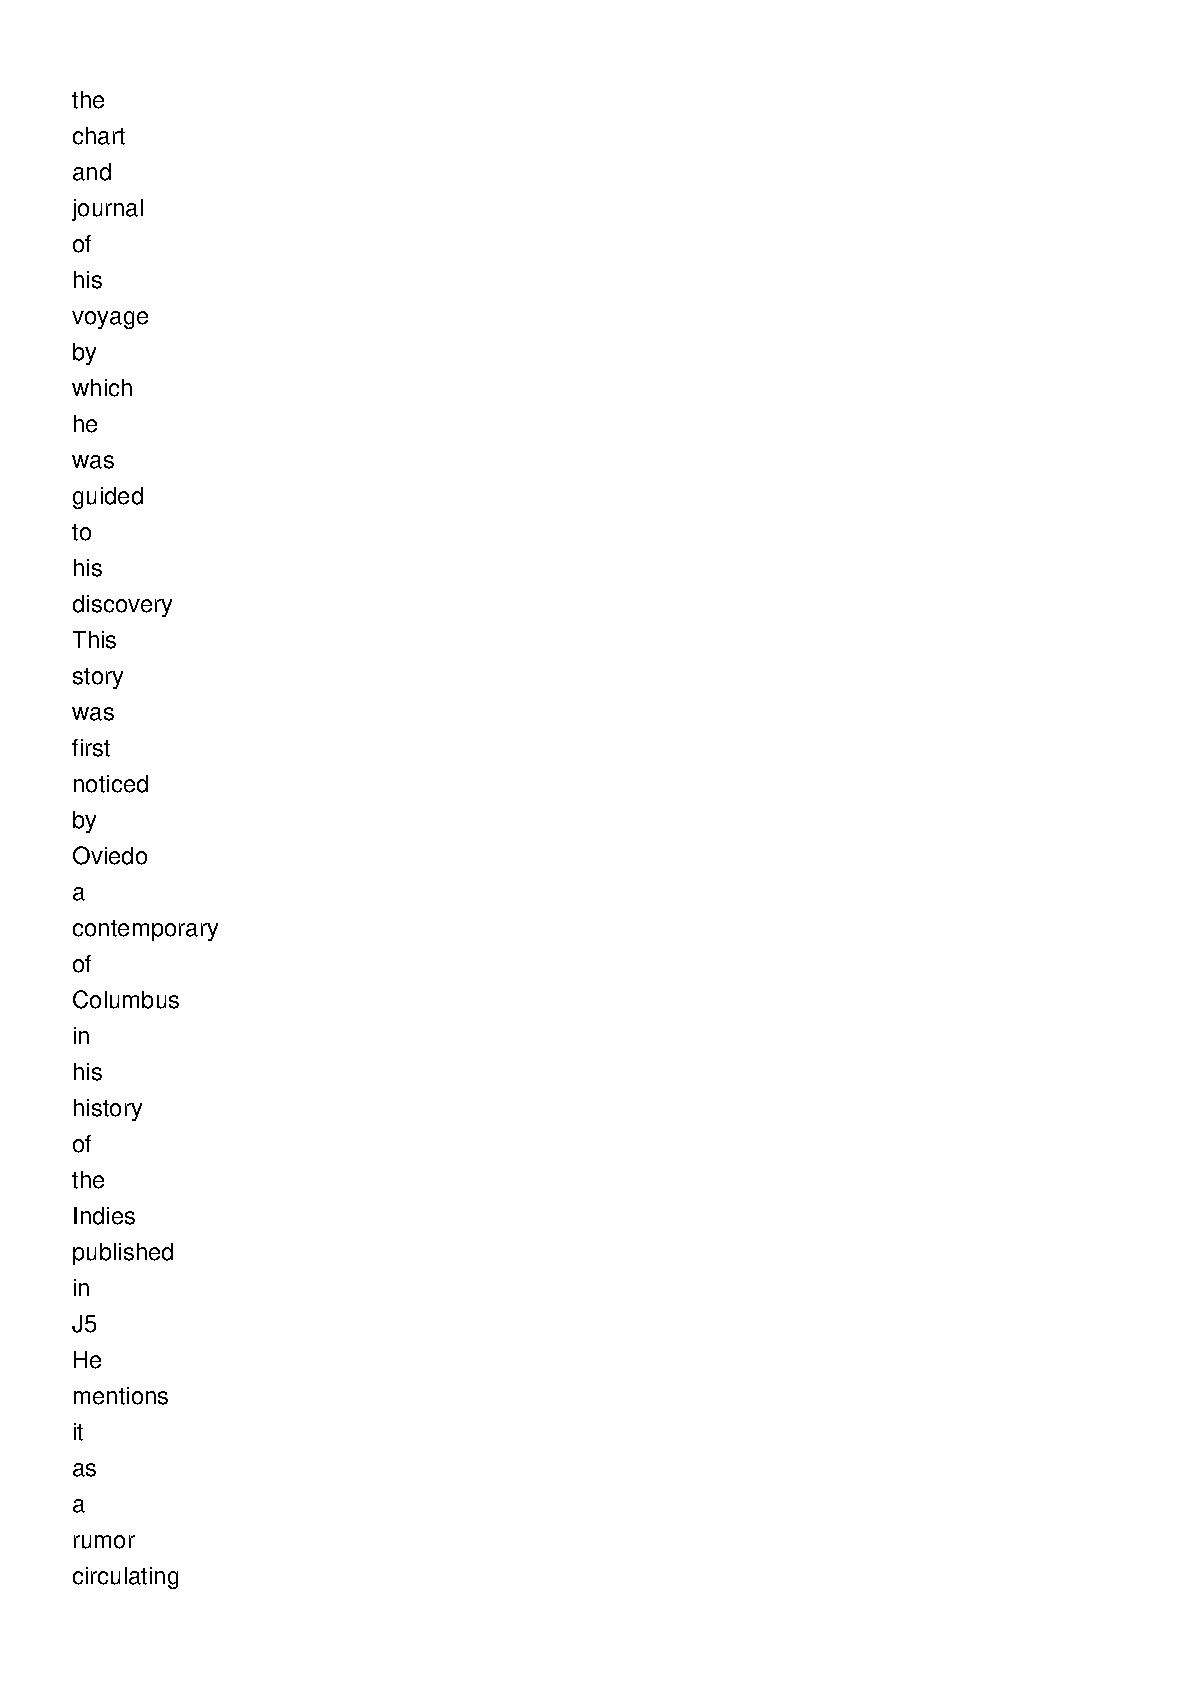 the
chart
and
journal
of
his
voyage
by
which
he
was
guided
to
his
discovery
This
story
was
first
noticed
by
Oviedo
a
contemporary
of
Columbus
in
his
history
of
the
Indies
published
in
J5
He
mentions
it
as
a
rumor
circulating